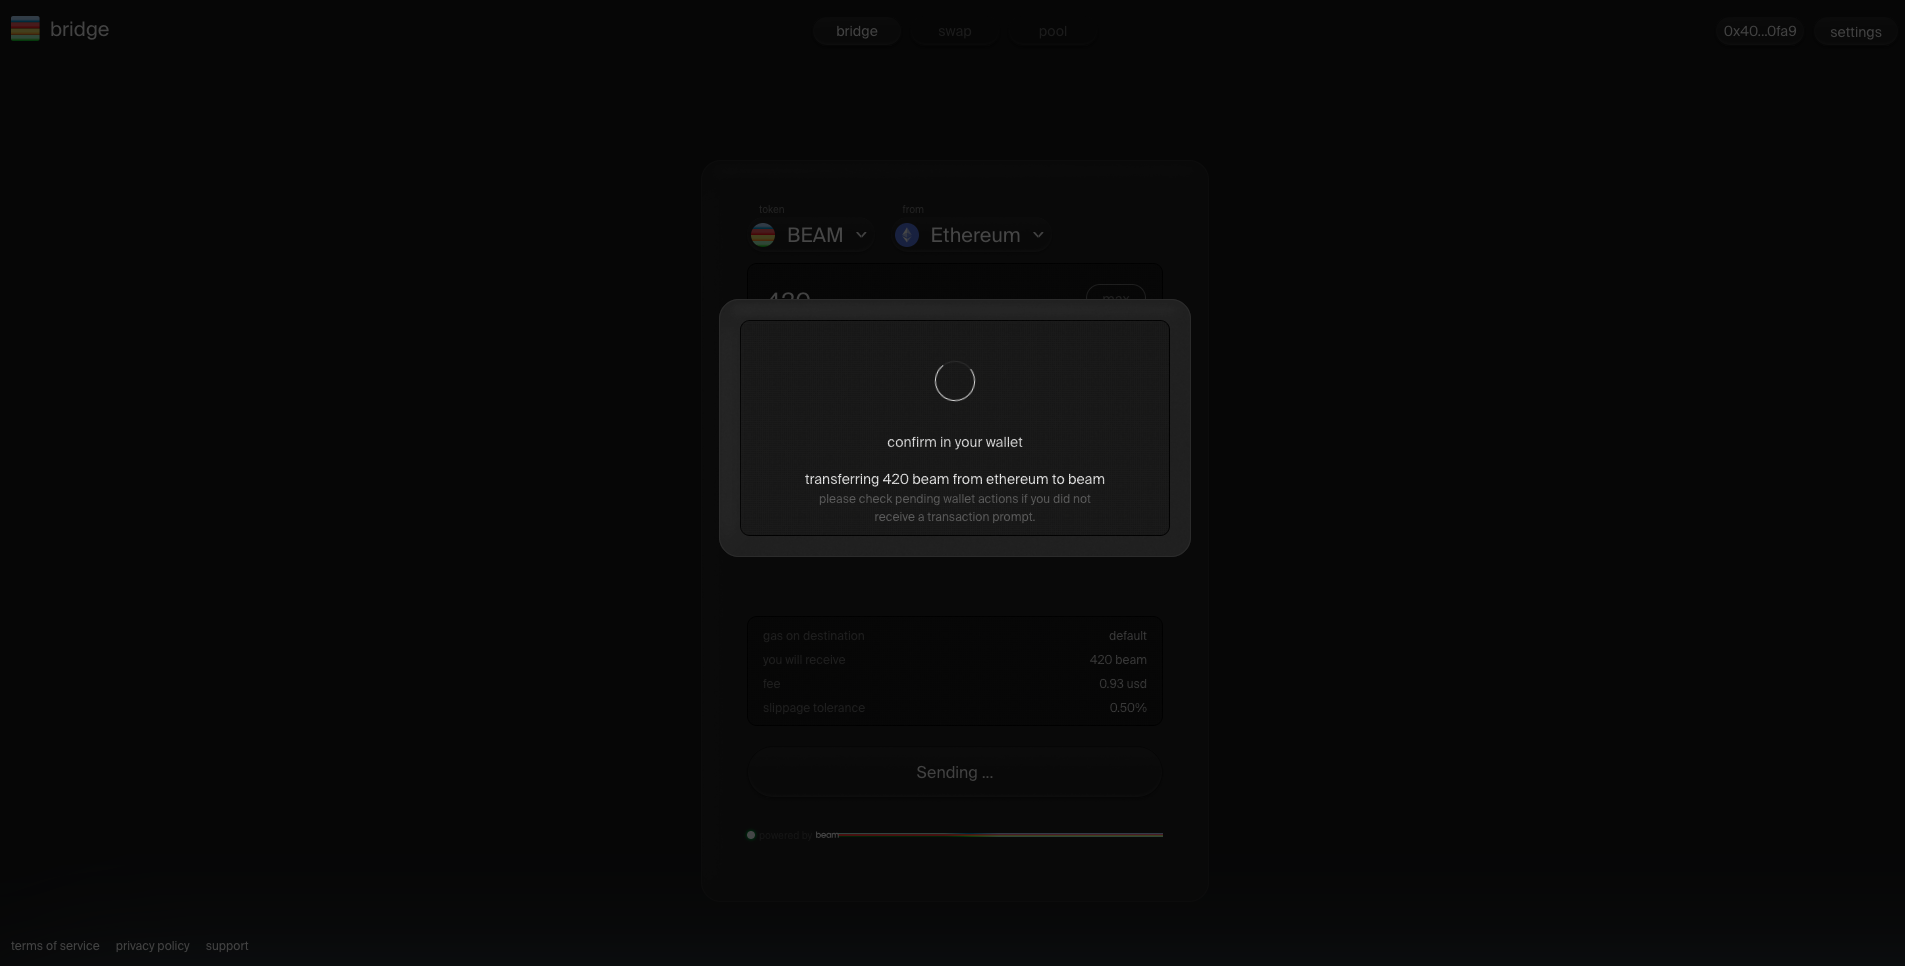 bridge
bridge
swap
pool
0x40...0fa9
settings
token
from
BEAM
Ethereum
420
max
confirm in your wallet
transferring 420 beam from ethereum to beam
please check pending wallet actions if you did not
receive a transaction prompt.
gas on destination
default
you will receive
420 beam
fee
0.93 usd
slippage tolerance
0.50%
Sending ...
powered by beam
terms of service
privacy policy
support